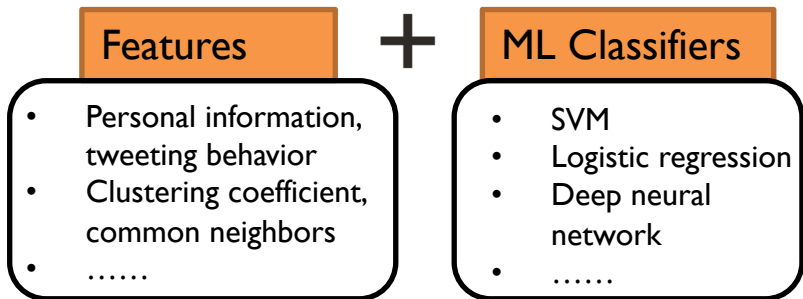 Features
+
ML Classifiers
• Personal information,
tweeting behavior
• Clustering coefficient,
common neighbors
• ......
• SVM
• Logistic regression
• Deep neural
network
• ......